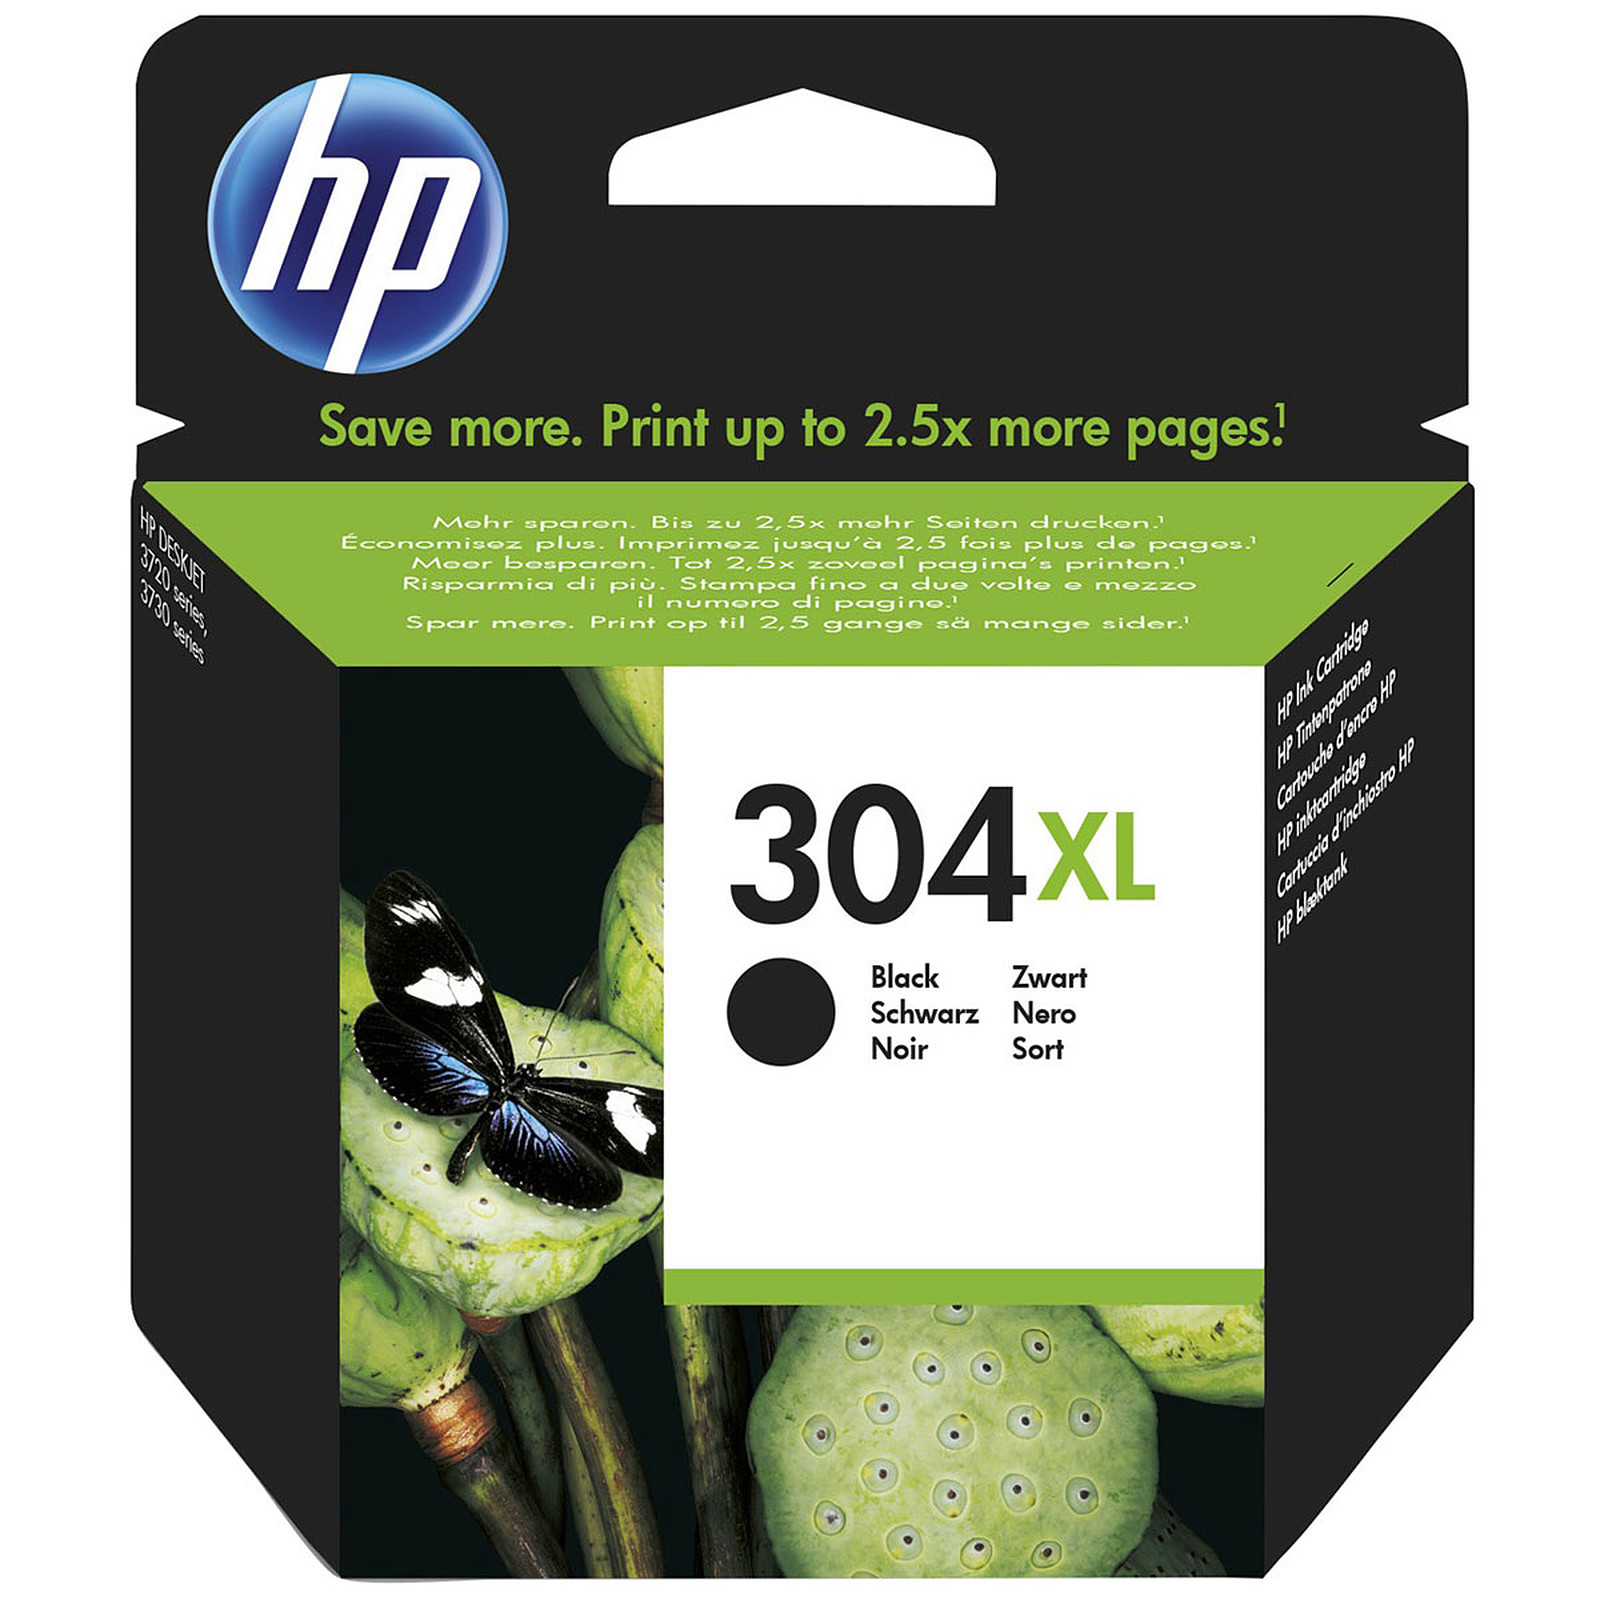 hp
Save more. Print up to 2.5x more pages.¹
Mehr sparen. Bis zu 2,5x mehr Seiten drucken.¹
Économisez plus. Imprimez jusqu'à 2,5 fois plus de pages.¹
Meer besparen. Tot 2,5x zoveel pagina's printen.¹
Risparmia di più. Stampa fino a due volte e mezzo
il numero di pagine.¹
Spar mere. Print op til 2,5 gange så mange sider.¹
HP DESKJET
3720 series,
3730 series
304XL
Black
Schwarz
Noir
Zwart
Nero
Sort
HP Ink Cartridge
HP Tintenpatrone
Cartouche d'encre HP
HP inktcartridge
Cartuccia d'inchiostro HP
HP blæktank